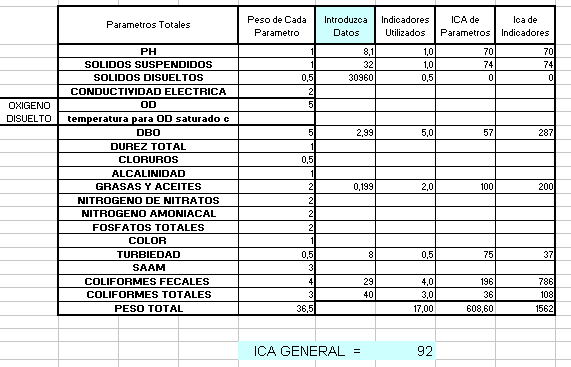 Parametros Totales Peso de Cada Parametro Introduzca Datos Indicadores Utilizados ICA de Parametros Ica de Indicadores
PH 1 8,1 1,0 70 70
SOLIDOS SUSPENDIDOS 1 32 1,0 74 74
SOLIDOS DISUELTOS 0,5 30960 0,5 0 0
CONDUCTIVIDAD ELECTRICA 2
OXIGENO OD 5
DISUELTO temperatura para OD saturado c
DBO 5 2,99 5,0 57 287
DUREZ TOTAL 1
CLORUROS 0,5
ALCALINIDAD 1
GRASAS Y ACEITES 2 0,199 2,0 100 200
NITROGENO DE NITRATOS 2
NITROGENO AMONIACAL 2
FOSFATOS TOTALES 2
COLOR 1
TURBIEDAD 0,5 8 0,5 75 37
SAAM 3
COLIFORMES FECALES 4 29 4,0 196 786
COLIFORMES TOTALES 3 40 3,0 36 108
PESO TOTAL 36,5 17,00 608,60 1562
ICA GENERAL = 92